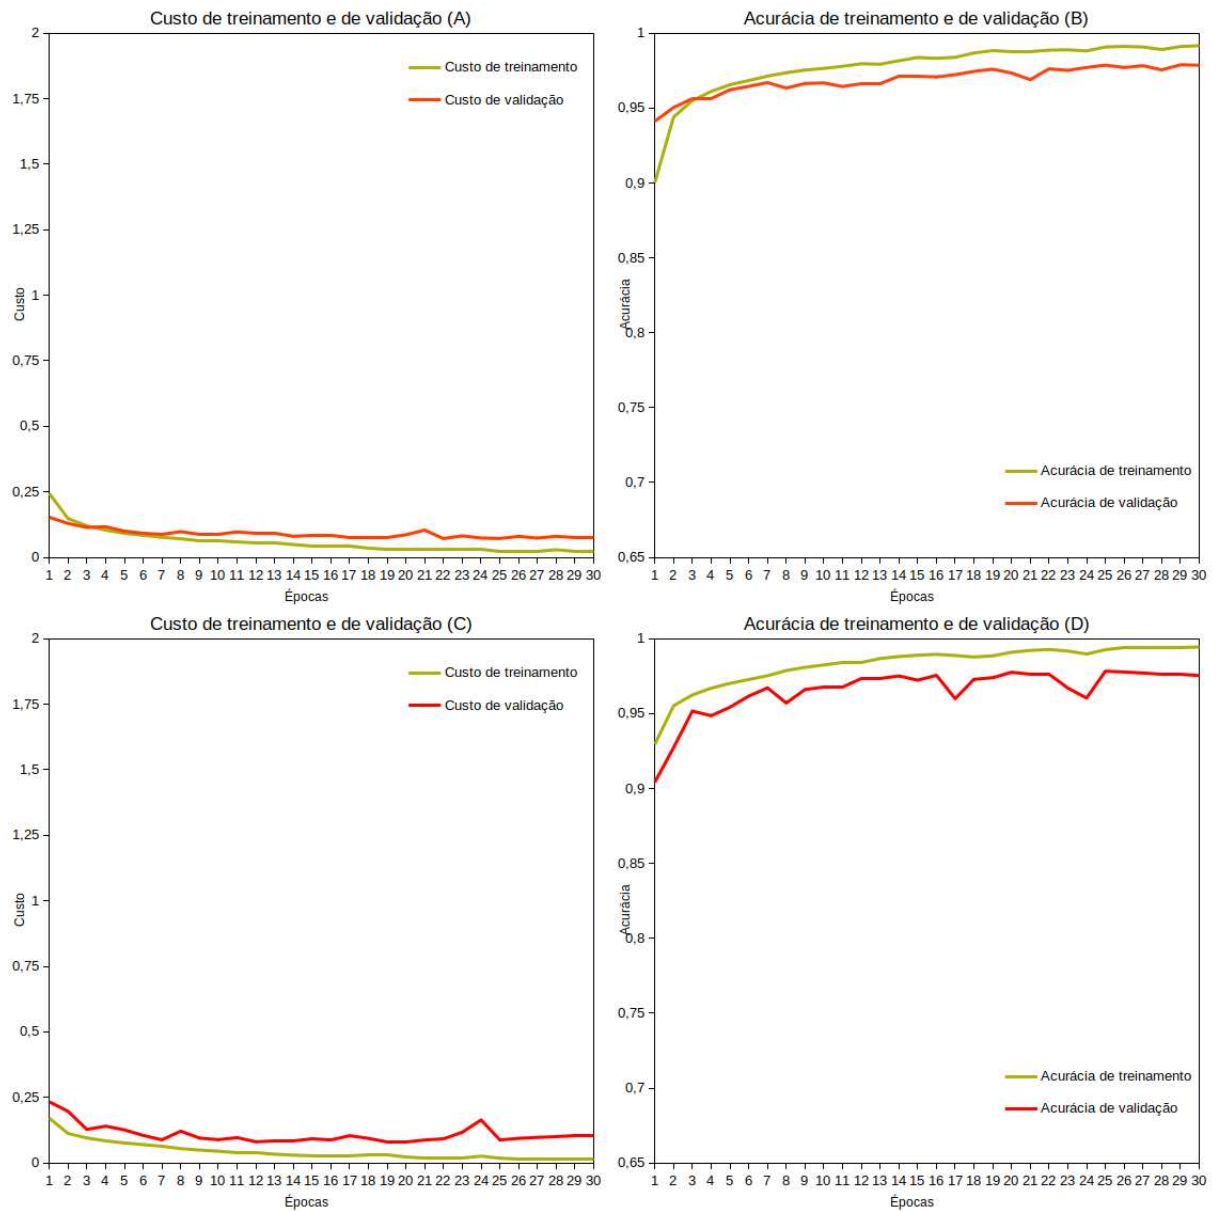 Custo de treinamento e de validação (A)
2
1,75
1,5
1,25
1
0,75
0,5
0,25
0
Custo
Custo de treinamento
Custo de validação
1 2 3 4 5 6 7 8 9 10 11 12 13 14 15 16 17 18 19 20 21 22 23 24 25 26 27 28 29 30
Épocas
Acurácia de treinamento e de validação (B)
1
0,95
0,9
0,85
0,8
0,75
0,7
0,65
Acurácia
Acurácia de treinamento
Acurácia de validação
1 2 3 4 5 6 7 8 9 10 11 12 13 14 15 16 17 18 19 20 21 22 23 24 25 26 27 28 29 30
Épocas
Custo de treinamento e de validação (C)
2
1,75
1,5
1,25
1
0,75
0,5
0,25
0
Custo
Custo de treinamento
Custo de validação
1 2 3 4 5 6 7 8 9 10 11 12 13 14 15 16 17 18 19 20 21 22 23 24 25 26 27 28 29 30
Épocas
Acurácia de treinamento e de validação (D)
1
0,95
0,9
0,85
0,8
0,75
0,7
0,65
Acurácia
Acurácia de treinamento
Acurácia de validação
1 2 3 4 5 6 7 8 9 10 11 12 13 14 15 16 17 18 19 20 21 22 23 24 25 26 27 28 29 30
Épocas